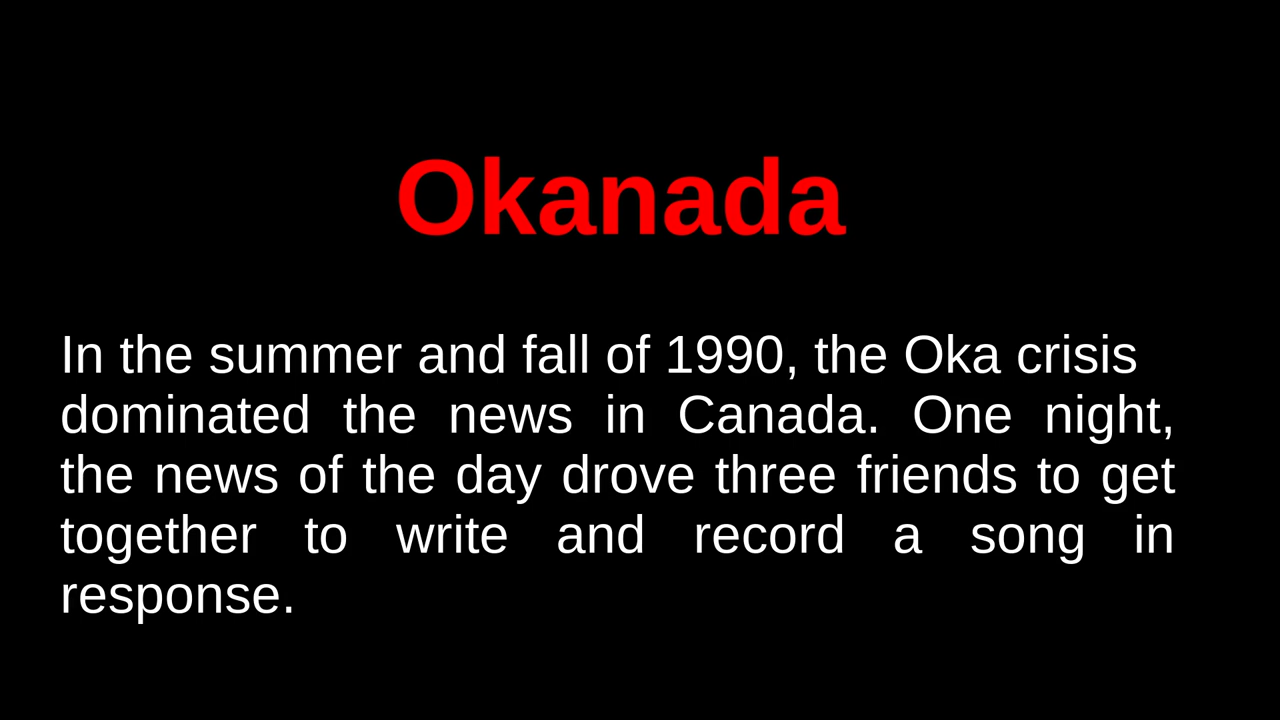 Okanada
In the summer and fall of 1990, the Oka crisis
dominated the news in Canada. One night,
the news of the day drove three friends to get
together to write and record a song in
response.